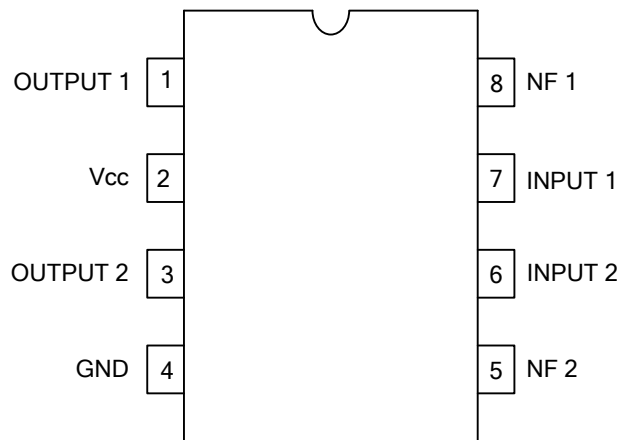 OUTPUT 1 1 8 NF 1
Vcc 2 7 INPUT 1
OUTPUT 2 3 6 INPUT 2
GND 4 5 NF 2